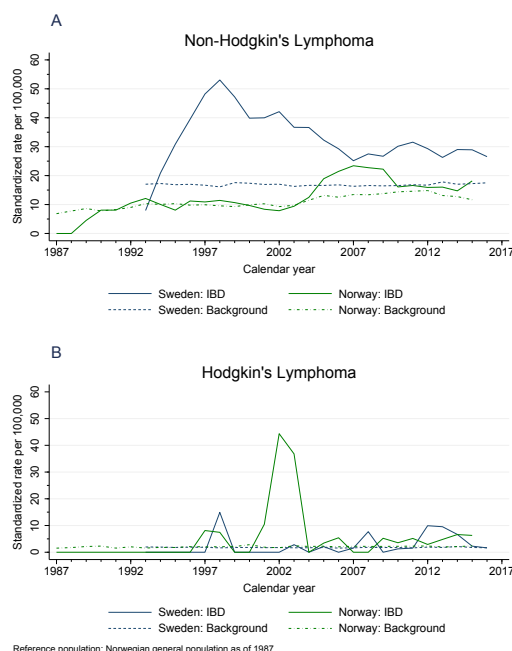 A
Non-Hodgkin's Lymphoma
Standardized rate per 100,000
60
50
40
30
20
10
0
1987 1992 1997 2002 2007 2012 2017
Calendar year
Sweden: IBD Norway: IBD
Sweden: Background Norway: Background
B
Hodgkin's Lymphoma
Standardized rate per 100,000
60
50
40
30
20
10
0
1987 1992 1997 2002 2007 2012 2017
Calendar year
Sweden: IBD Norway: IBD
Sweden: Background Norway: Background
Reference population: Norwegian general population as of 1987